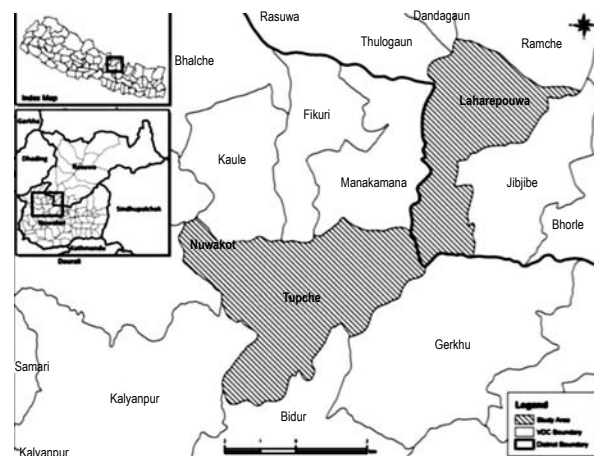 Rasuwa
Dandagaun
Thulogaun
Ramche
Bhalche
Index Map
Laharepouwa
Gorkha
Fikuri
Dhading
Rasuwa
Kaule
Manakamana
Jibjibe
Sindhupalchok
Nuwakot
Bhorle
Kathmandu
Nuwakot
Tupche
Gerkhu
Samari
Kalyanpur
Bidur
Kalyanpur
Legend
Study Area
VDC Boundary
District Boundary